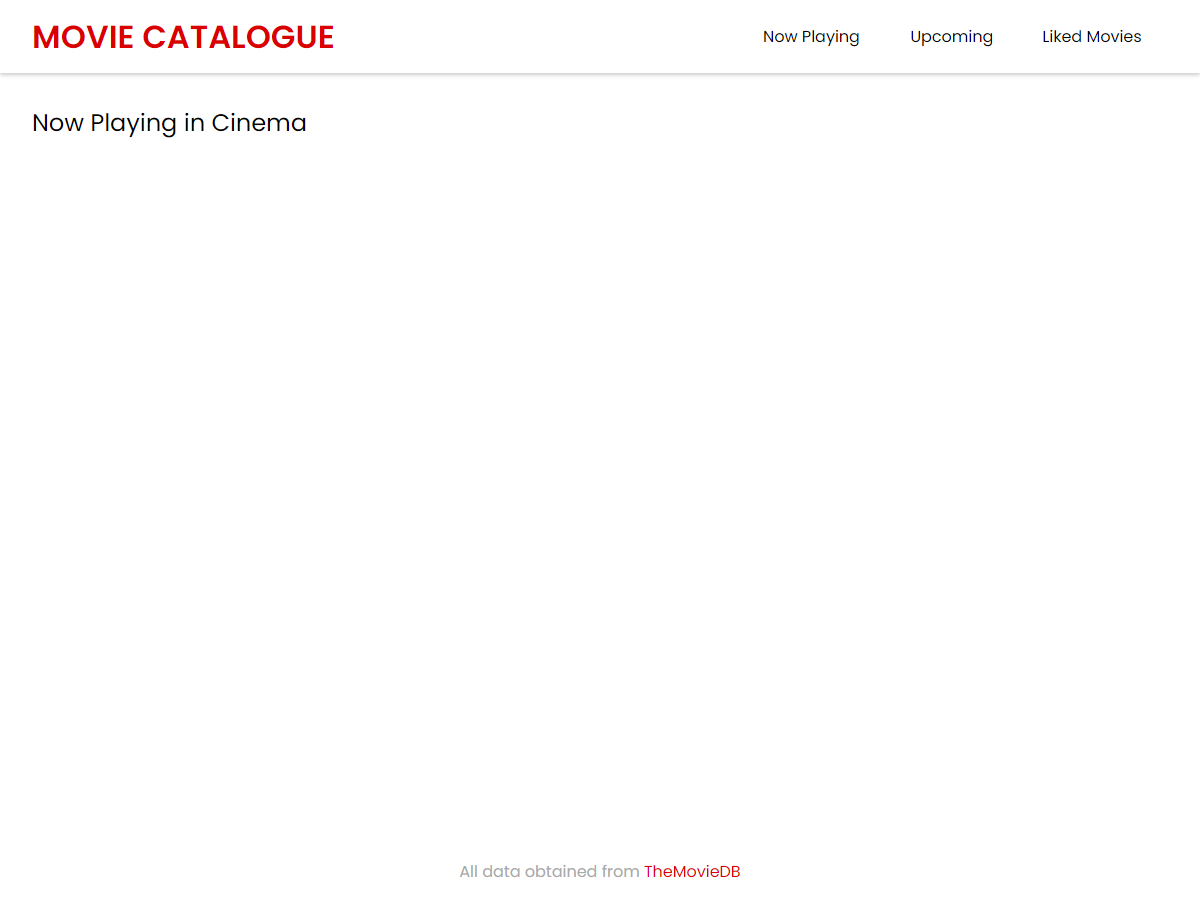 MOVIE CATALOGUE
Now Playing
Upcoming
Liked Movies
Now Playing in Cinema
All data obtained from TheMovieDB